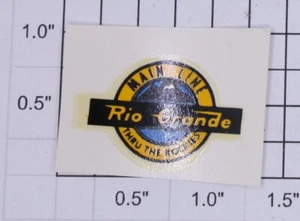 1.0"
MAIN LINE
0.5"
Rio Grande
THRU THE ROCKIES
0.5" 1.0" 1.5"